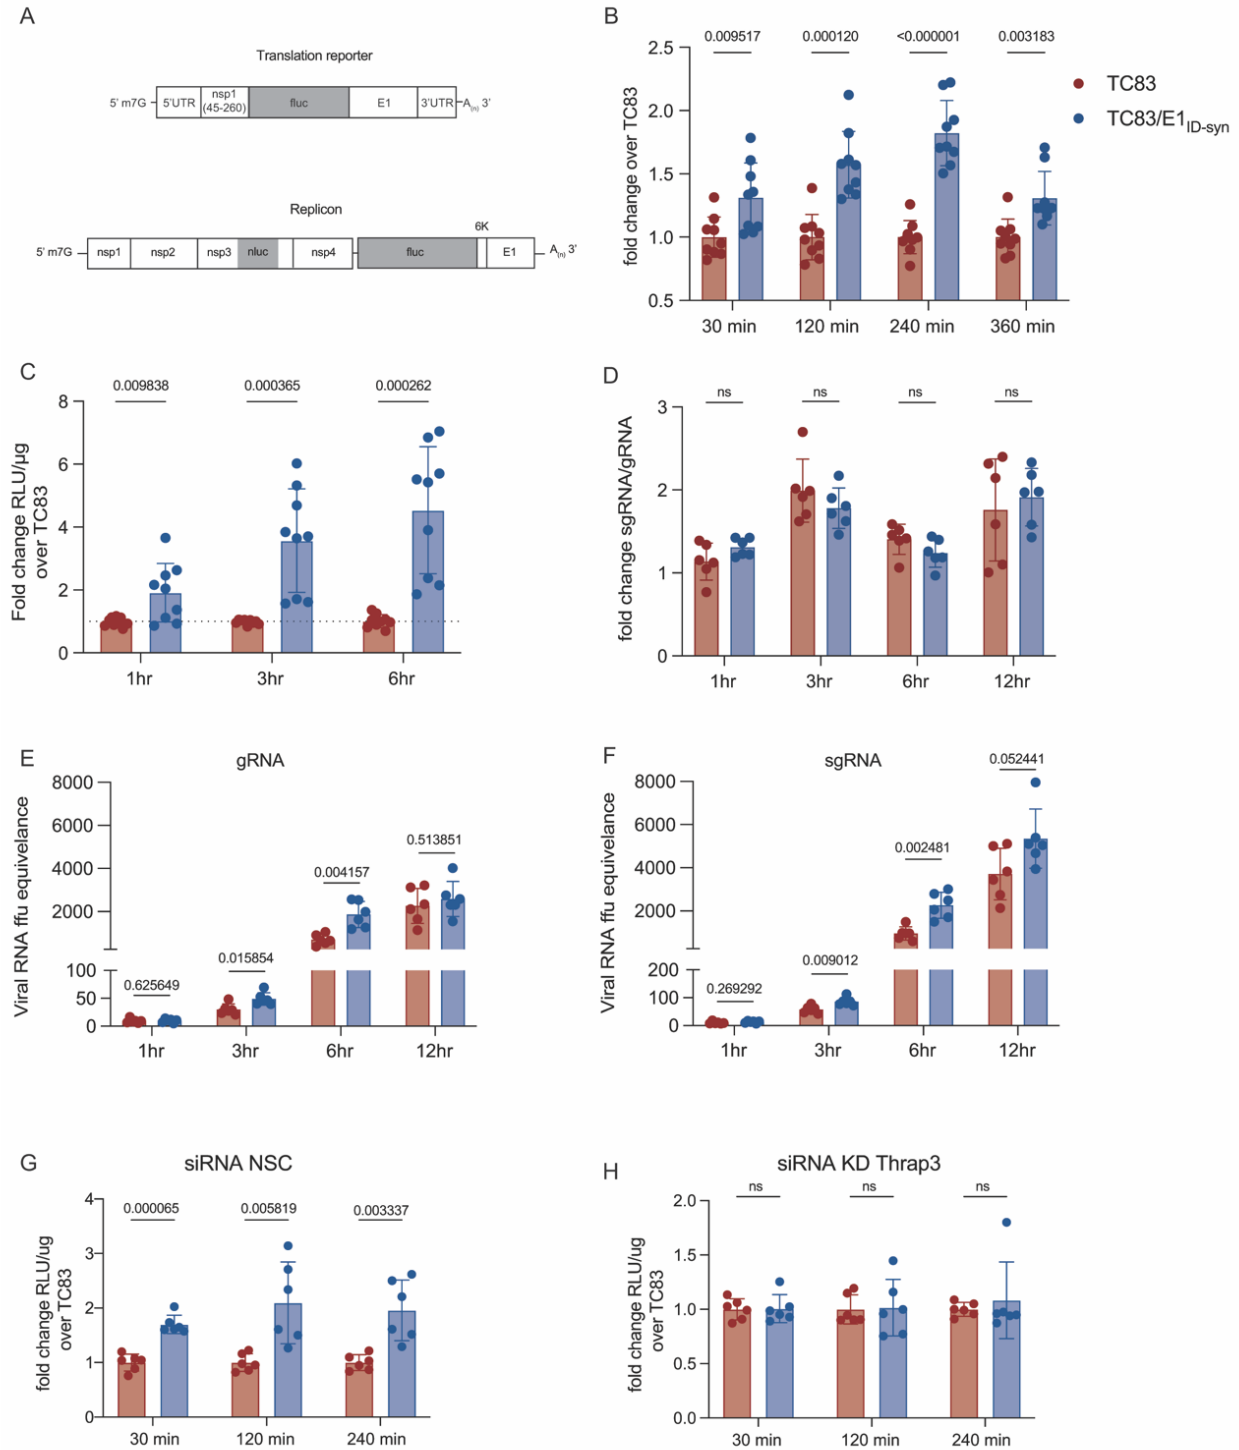 A
Translation reporter
5' m7G
5'UTR
nsp1
(45-260)
fluc
E1
3'UTR
A(n) 3'
Replicon
6K
5' m7G
nsp1
nsp2
nsp3
nluc
nsp4
fluc
E1
A(n) 3'
B
0.009517
0.000120
<0.000001
0.003183
fold change over TC83
2.5
2.0
1.5
1.0
0.5
30 min
120 min
240 min
360 min
TC83
TC83/E1ID-syn
C
0.009838
0.000365
0.000262
Fold change RLU/µg
over TC83
8
6
4
2
0
1hr
3hr
6hr
D
ns
ns
ns
ns
fold change sgRNA/gRNA
3
2
1
0
1hr
3hr
6hr
12hr
E
gRNA
Viral RNA ffu equivelance
8000
6000
4000
2000
100
50
0
0.625649
0.015854
0.004157
0.513851
1hr
3hr
6hr
12hr
F
sgRNA
Viral RNA ffu equivelance
8000
6000
4000
2000
200
100
0
0.269292
0.009012
0.002481
0.052441
1hr
3hr
6hr
12hr
G
siRNA NSC
0.000065
0.005819
0.003337
fold change RLU/ug
over TC83
4
3
2
1
0
30 min
120 min
240 min
H
siRNA KD Thrap3
ns
ns
ns
fold change RLU/ug
over TC83
2.0
1.5
1.0
0.5
0.0
30 min
120 min
240 min